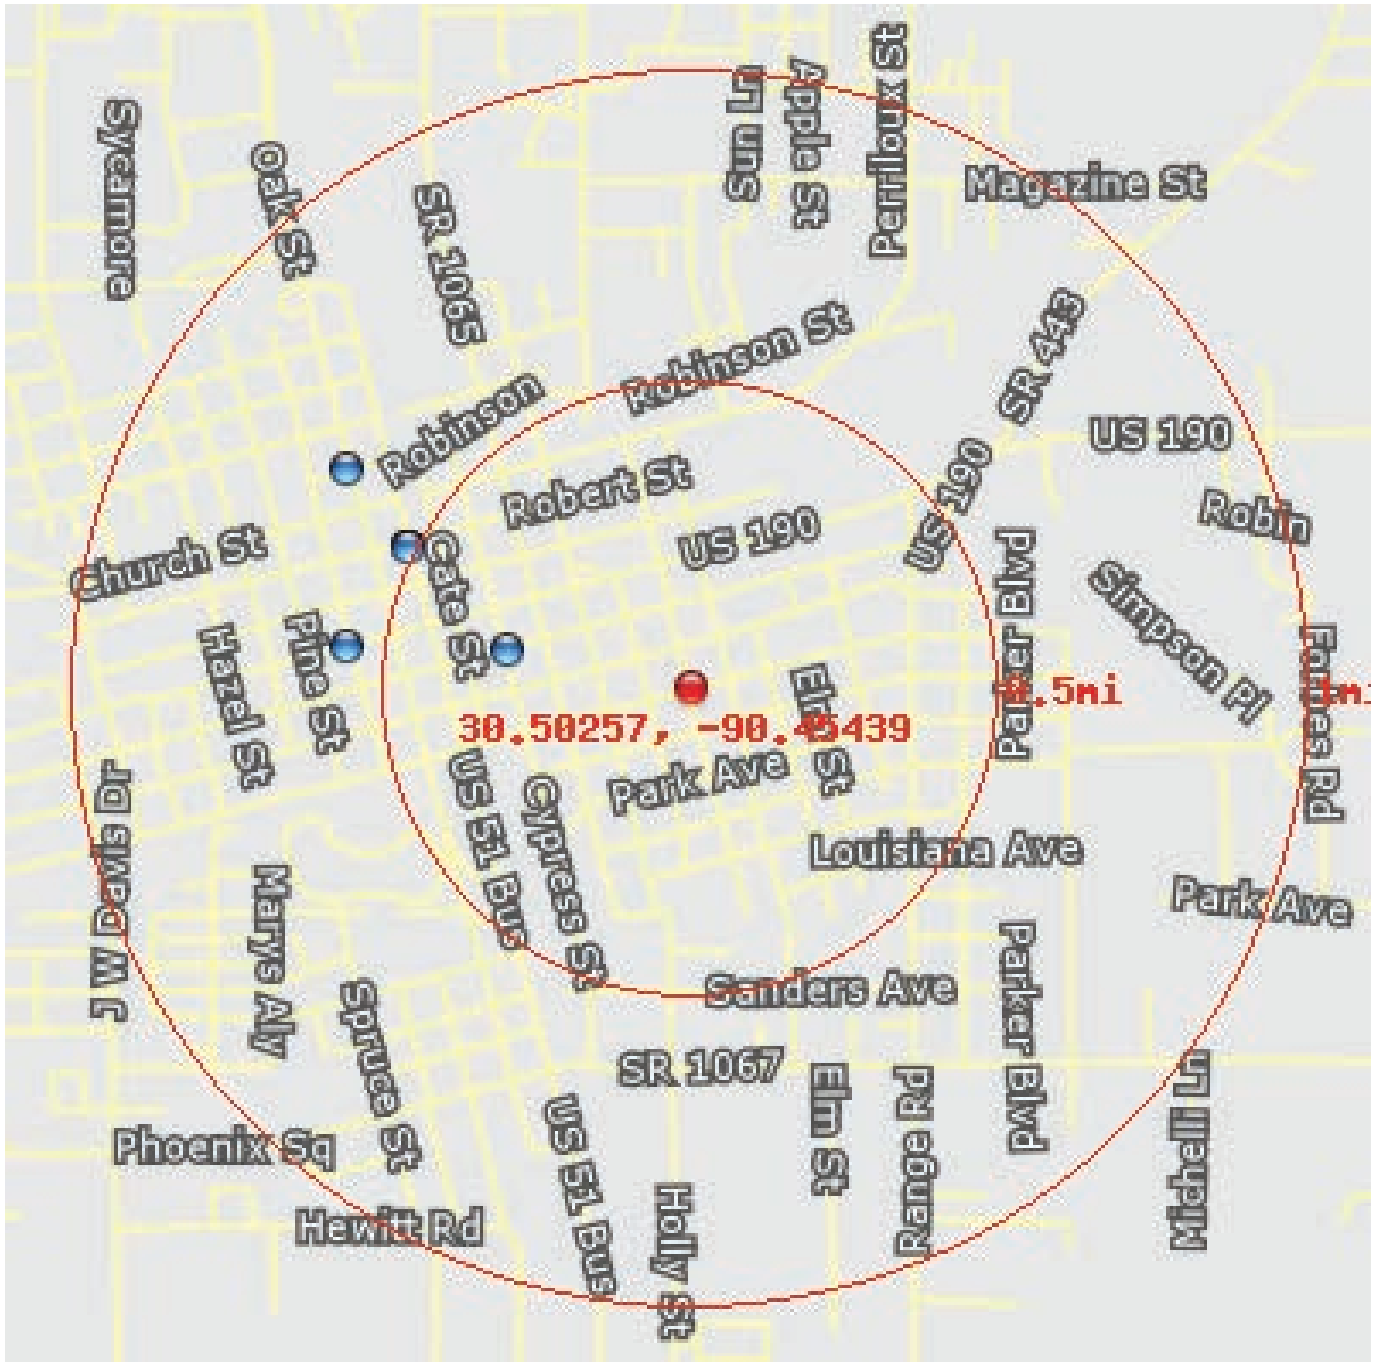 Sun Ln
Apple St
Perriloux St
Sycamore
Oak St
SR 1065
Magazine St
Robinson St
SR 443
Robinson
US 190
Robert St
US 190
US 190
Robin
Church St
Cate St
Parker Blvd
Simpson Pl
Hazel St
Pine St
Elm St
0.5mi
Fannies Rd
30.50257, -90.45439
Park Ave
J W Davis Dr
US 51 Bus
Cypress St
Louisiana Ave
Marys Aly
Park Ave
Spruce St
Sanders Ave
Parker Blvd
SR 1067
Elm St
Range Rd
Michelli Ln
Phoenix Sq
US 51 Bus
Hewitt Rd
Holly St